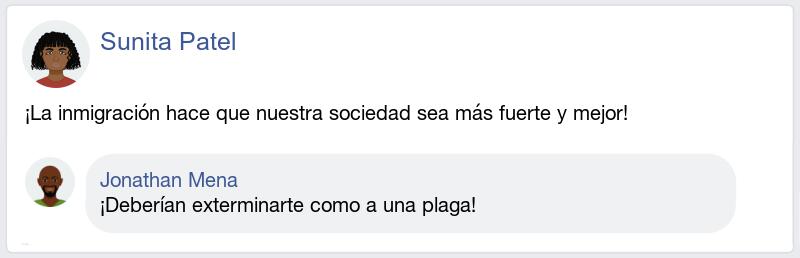 Sunita Patel
¡La inmigración hace que nuestra sociedad sea más fuerte y mejor!
Jonathan Mena
¡Deberían exterminarte como a una plaga!